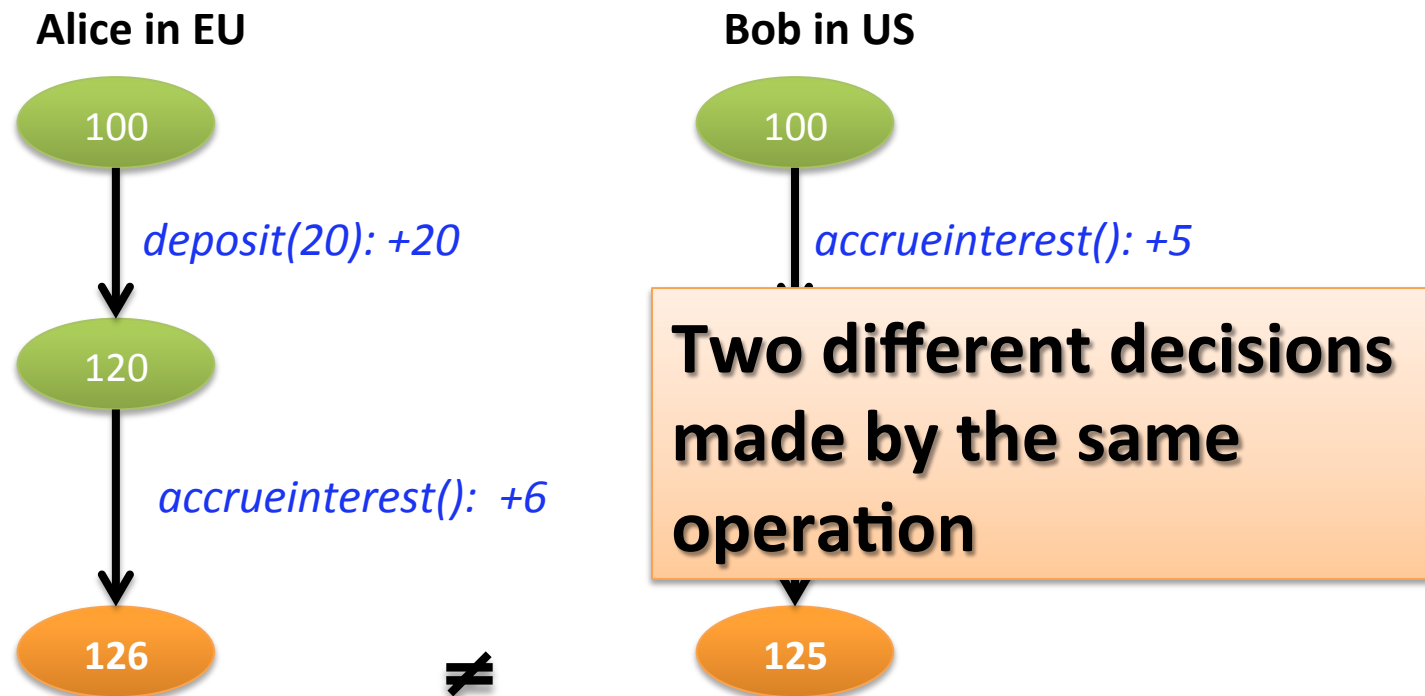 Alice in EU
Bob in US
100
100
deposit(20): +20
accrueinterest(): +5
Two different decisions
made by the same
operation
120
accrueinterest(): +6
126
≠
125